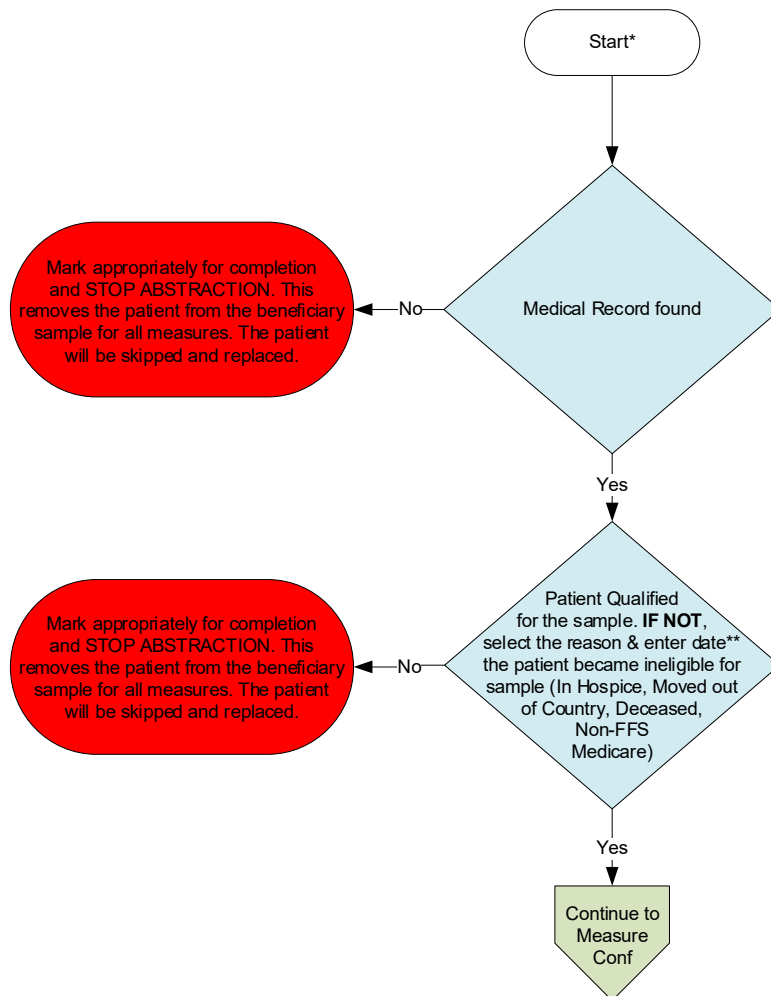 Start*
Medical Record found
No
Mark appropriately for completion
and STOP ABSTRACTION. This
removes the patient from the beneficiary
sample for all measures. The patient
will be skipped and replaced.
Yes
Patient Qualified
for the sample. IF NOT,
select the reason & enter date**
the patient became ineligible for
sample (In Hospice, Moved out
of Country, Deceased,
Non-FFS
Medicare)
No
Mark appropriately for completion
and STOP ABSTRACTION. This
removes the patient from the beneficiary
sample for all measures. The patient
will be skipped and replaced.
Yes
Continue to
Measure
Conf